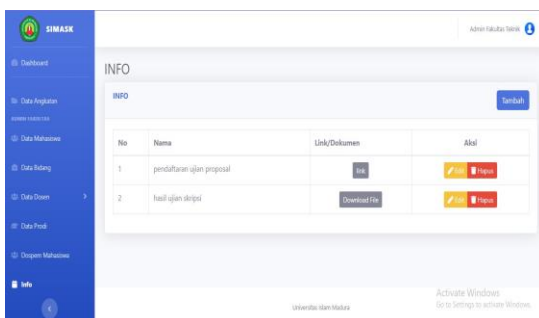 SIMASK
Admin Fakultas Teknik
Dashboard
INFO
INFO
Tambah
Data Angkatan
Data Mahasiswa
No Nama Link/Dokumen Aksi
Data Bidang
1 pendaftaran ujian proposal link Edit Hapus
Data Dosen
2 hasil ujian skripsi Download File Edit Hapus
Data Prodi
Dospem Mahasiswa
Info
Universitas Islam Madura
Activate Windows
Go to Settings to activate Windows.